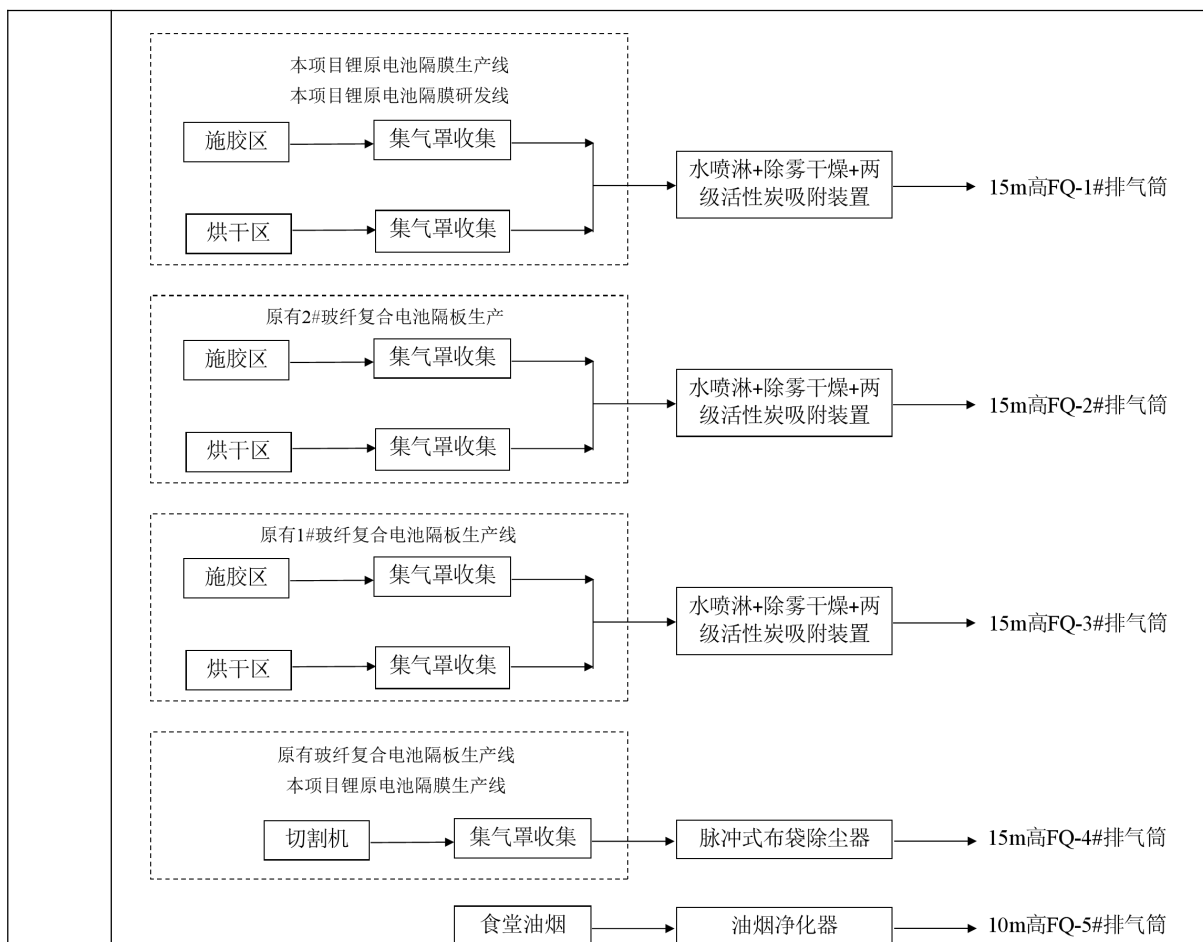 本项目锂原电池隔膜生产线
本项目锂原电池隔膜研发线
施胶区
集气罩收集
烘干区
集气罩收集
水喷淋+除雾干燥+两
级活性炭吸附装置
15m高FQ-1#排气筒
原有2#玻纤复合电池隔板生产
施胶区
集气罩收集
烘干区
集气罩收集
水喷淋+除雾干燥+两
级活性炭吸附装置
15m高FQ-2#排气筒
原有1#玻纤复合电池隔板生产线
施胶区
集气罩收集
烘干区
集气罩收集
水喷淋+除雾干燥+两
级活性炭吸附装置
15m高FQ-3#排气筒
原有玻纤复合电池隔板生产线
本项目锂原电池隔膜生产线
切割机
集气罩收集
脉冲式布袋除尘器
15m高FQ-4#排气筒
食堂油烟
油烟净化器
10m高FQ-5#排气筒